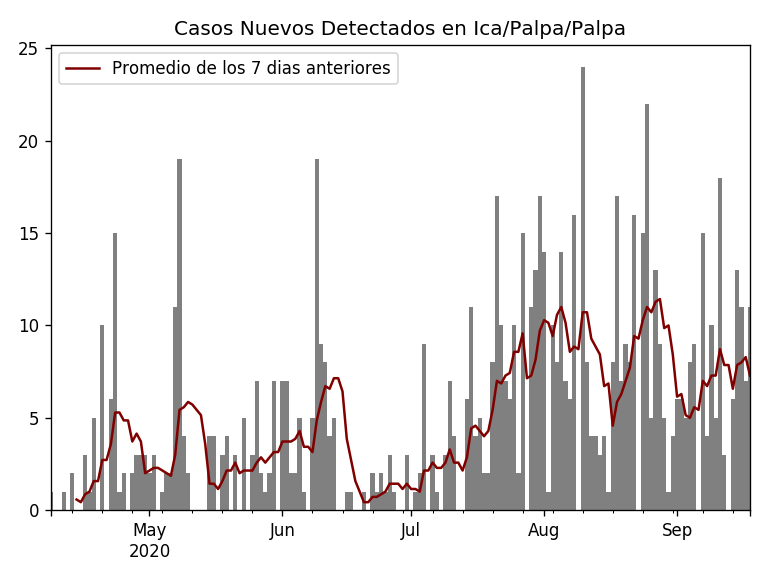 Casos Nuevos Detectados en Ica/Palpa/Palpa
Promedio de los 7 dias anteriores
25
20
15
10
5
0
May Jun Jul Aug Sep
2020